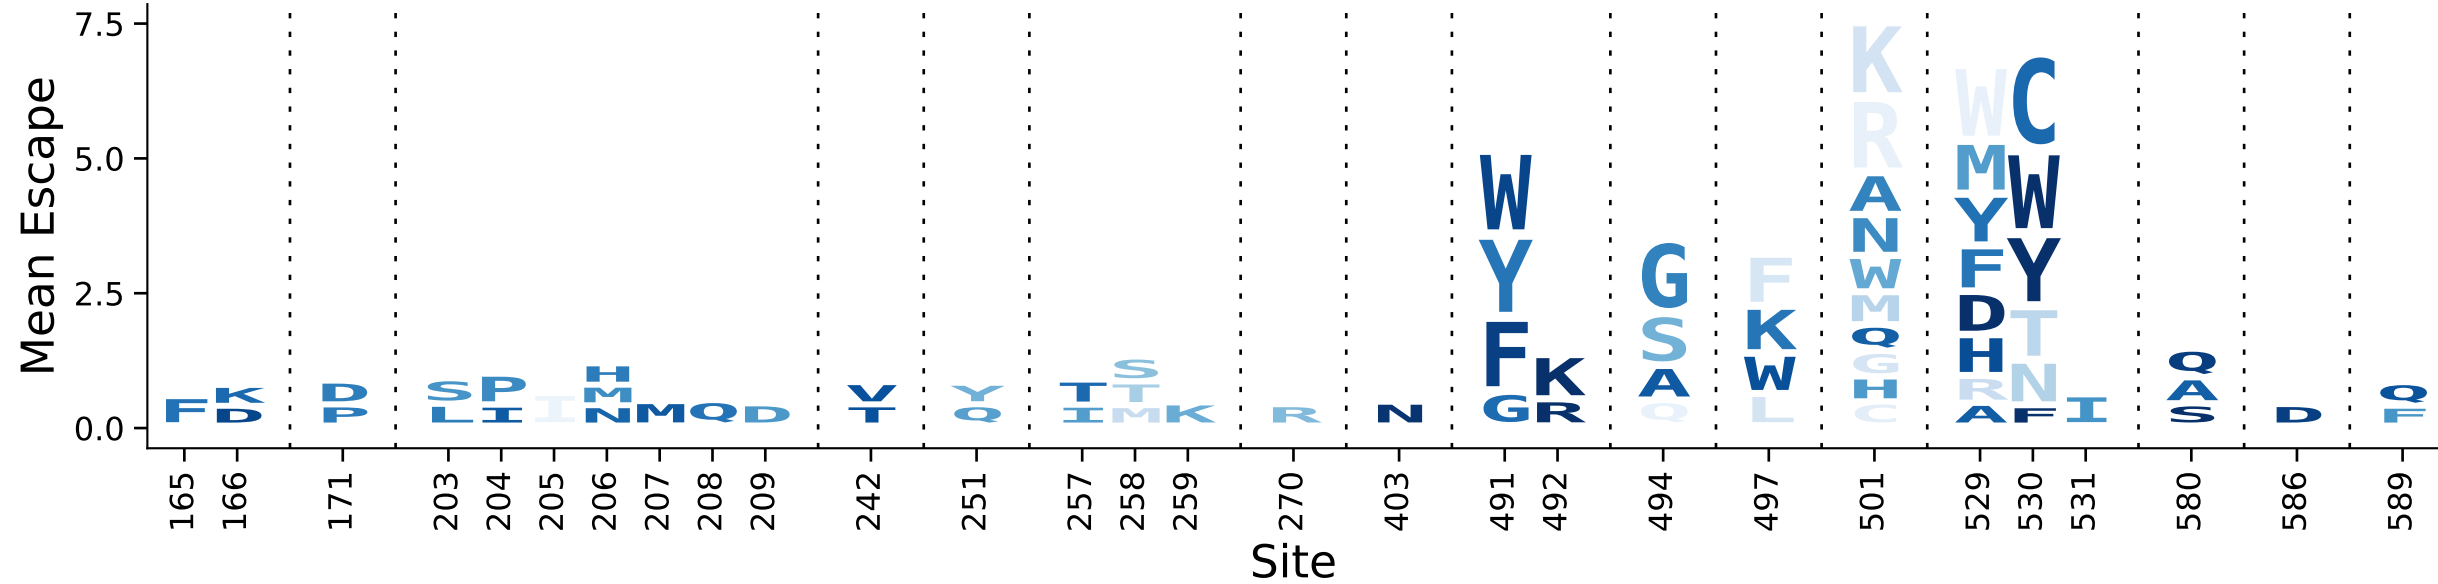 Mean Escape
7.5
5.0
2.5
0.0
F
K
D
D
P
S
L
P
I
I
H
M
N
M
Q
D
V
T
Y
Q
T
I
S
T
M
K
R
N
W
Y
F
G
K
R
G
S
A
Q
F
K
W
L
K
R
A
N
W
M
Q
G
H
C
W
M
Y
F
D
H
R
A
C
W
Y
T
N
F
I
Q
A
S
D
Q
F
165 166 171 203 204 205 206 207 208 209 242 251 257 258 259 270 403 491 492 494 497 501 529 530 531 580 586 589
Site